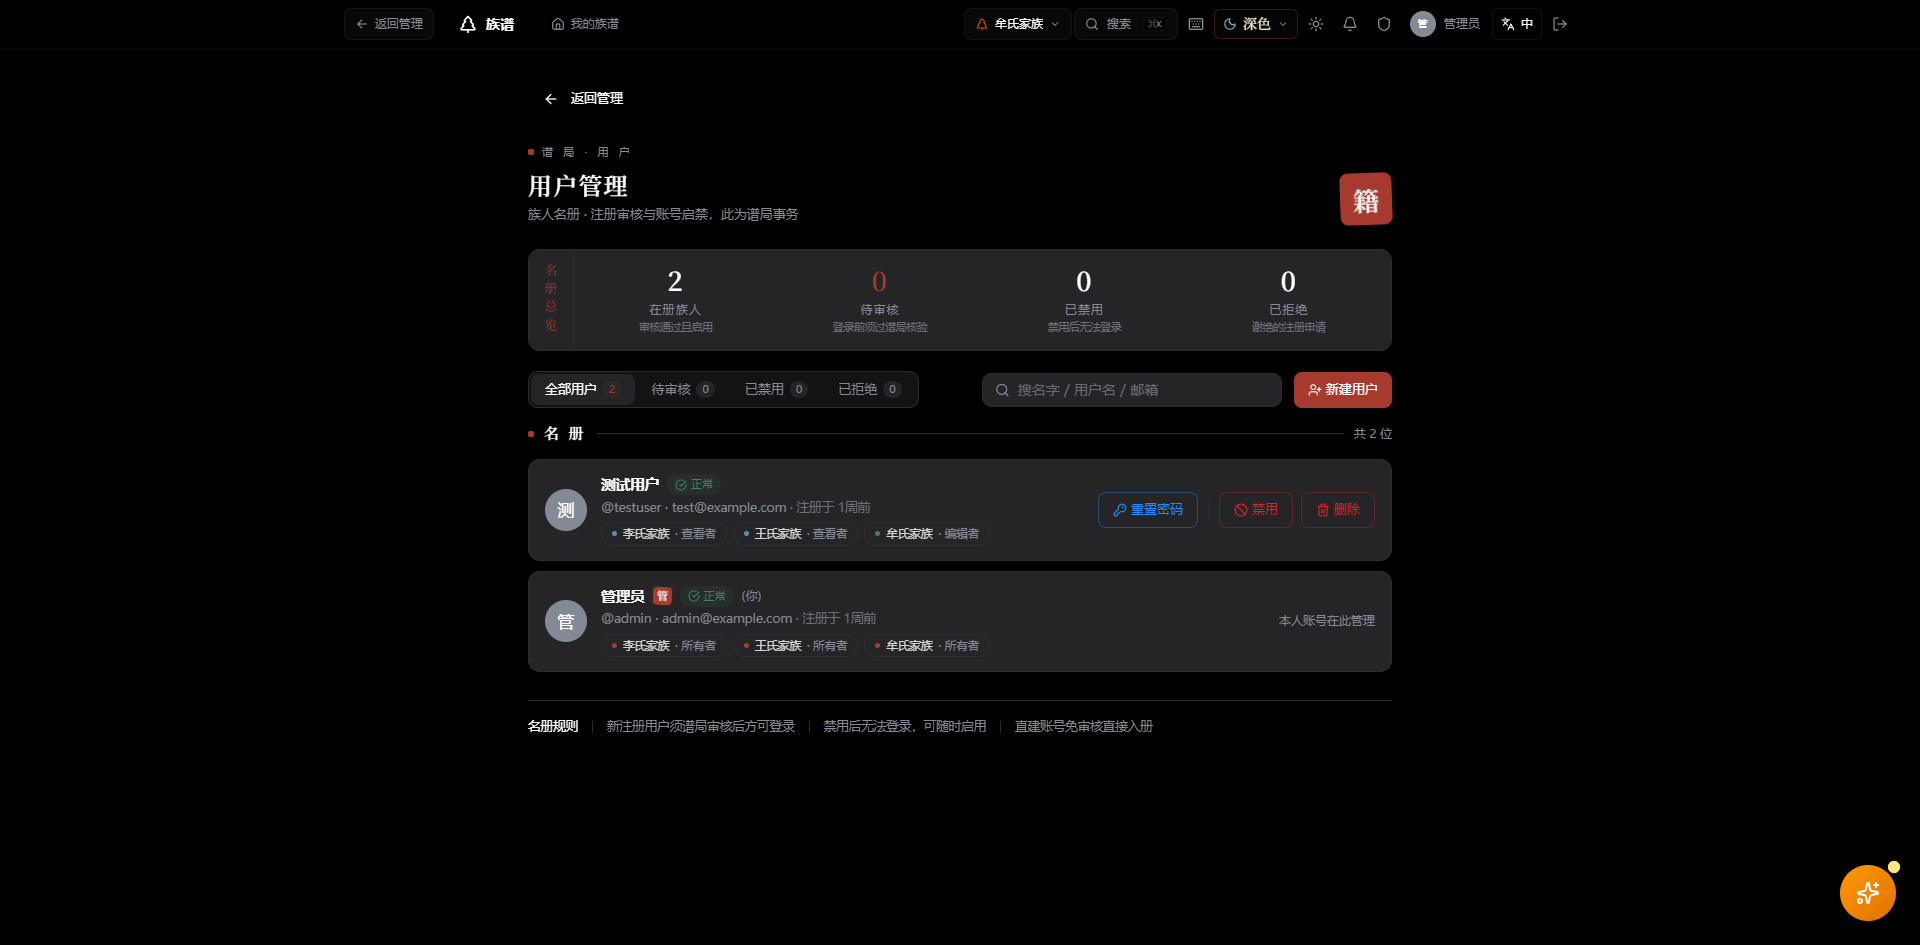 返回管理
族谱
我的族谱
牟氏家族
搜索 ⌘K
深色
管
管理员
中
返回管理
谱局 · 用户
用户管理
族人名册 · 注册审核与账号启禁，此为谱局事务
籍
名册总览
2
在册族人
审核通过且启用
0
待审核
登录前须过谱局核验
0
已禁用
禁用后无法登录
0
已拒绝
谢绝的注册申请
全部用户 2
待审核 0
已禁用 0
已拒绝 0
搜名字 / 用户名 / 邮箱
新建用户
名册
共 2 位
测
测试用户 正常
@testuser · test@example.com · 注册于 1周前
李氏家族 · 查看者
王氏家族 · 查看者
牟氏家族 · 编辑者
重置密码
禁用
删除
管
管理员 管 正常 (你)
@admin · admin@example.com · 注册于 1周前
李氏家族 · 所有者
王氏家族 · 所有者
牟氏家族 · 所有者
本人账号在此管理
名册规则
新注册用户须谱局审核后方可登录
禁用后无法登录，可随时启用
直建账号免审核直接入册